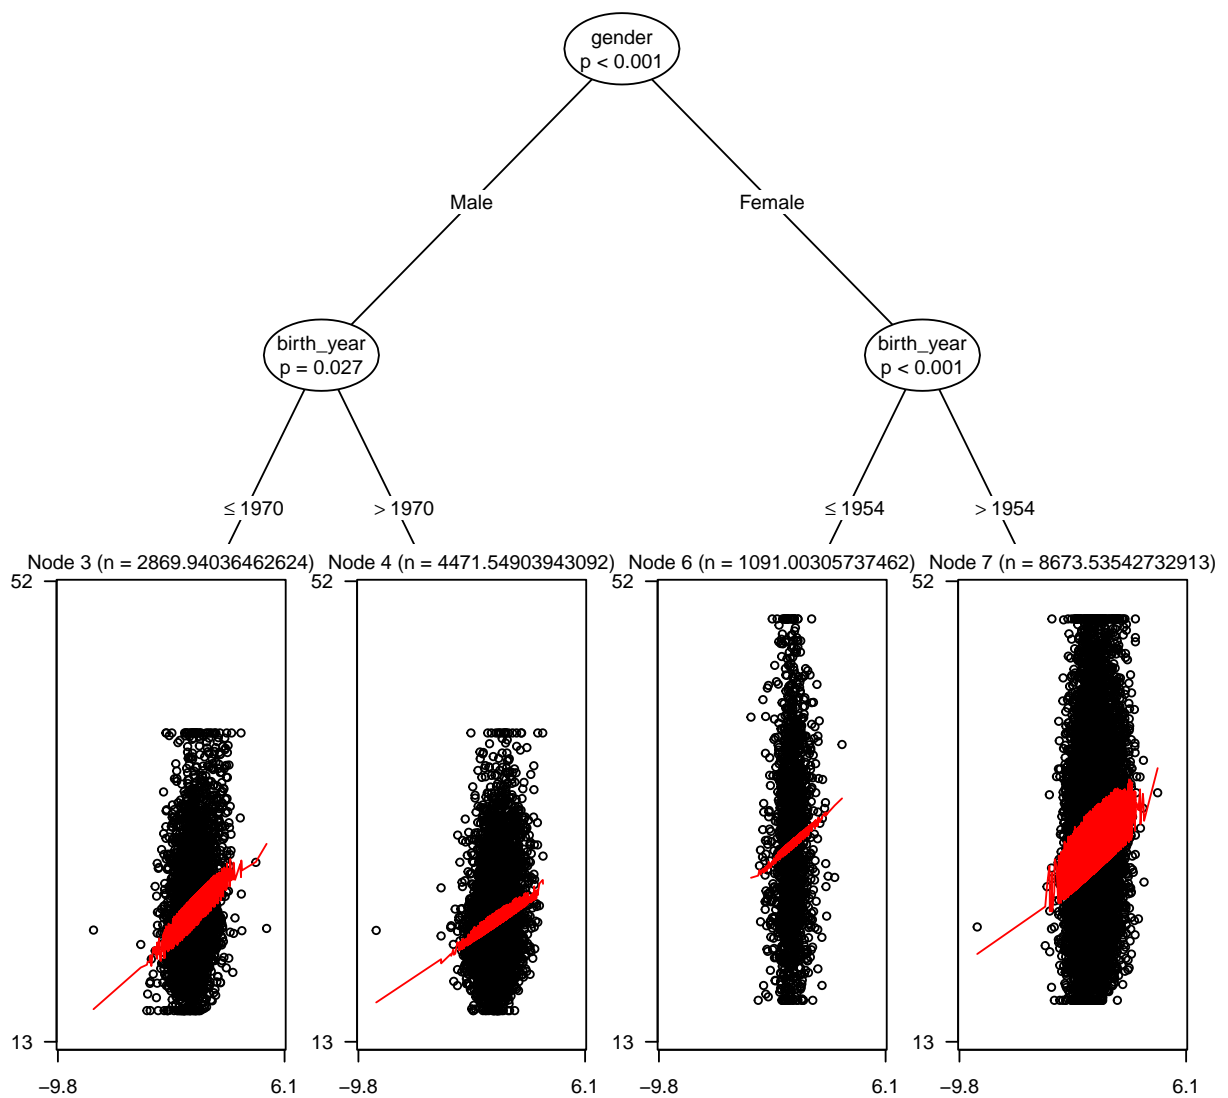 gender
p < 0.001
Male
Female
birth_year
p = 0.027
birth_year
p < 0.001
≤ 1970
> 1970
≤ 1954
> 1954
Node 3 (n = 2869.94036462624)
Node 4 (n = 4471.54903943092)
Node 6 (n = 1091.00305737462)
Node 7 (n = 8673.53542732913)
52
52
52
52
13
13
13
13
−9.8
6.1
−9.8
6.1
−9.8
6.1
−9.8
6.1